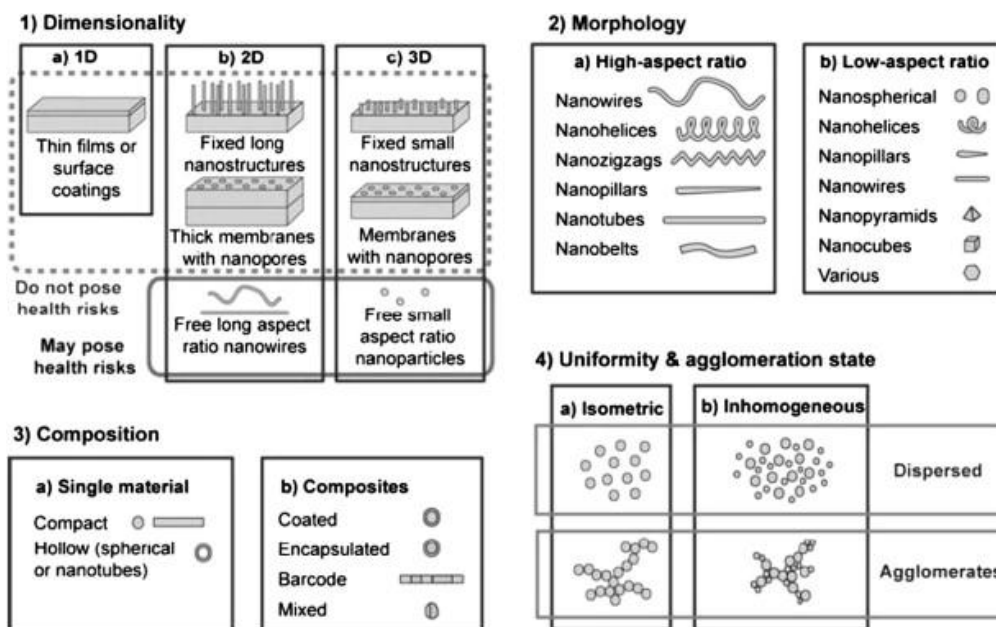 1) Dimensionality
a) 1D
Thin films or
surface
coatings
b) 2D
Fixed long
nanostructures
Thick membranes
with nanopores
Free long aspect
ratio nanowires
c) 3D
Fixed small
nanostructures
Membranes
with nanopores
Free small
aspect ratio
nanoparticles
Do not pose
health risks
May pose
health risks
2) Morphology
a) High-aspect ratio
Nanowires
Nanohelices
Nanozigzags
Nanopillars
Nanotubes
Nanobelts
b) Low-aspect ratio
Nanospherical
Nanohelices
Nanopillars
Nanowires
Nanopyramids
Nanocubes
Various
3) Composition
a) Single material
Compact
Hollow (spherical
or nanotubes)
b) Composites
Coated
Encapsulated
Barcode
Mixed
4) Uniformity & agglomeration state
a) Isometric
b) Inhomogeneous
Dispersed
Agglomerates